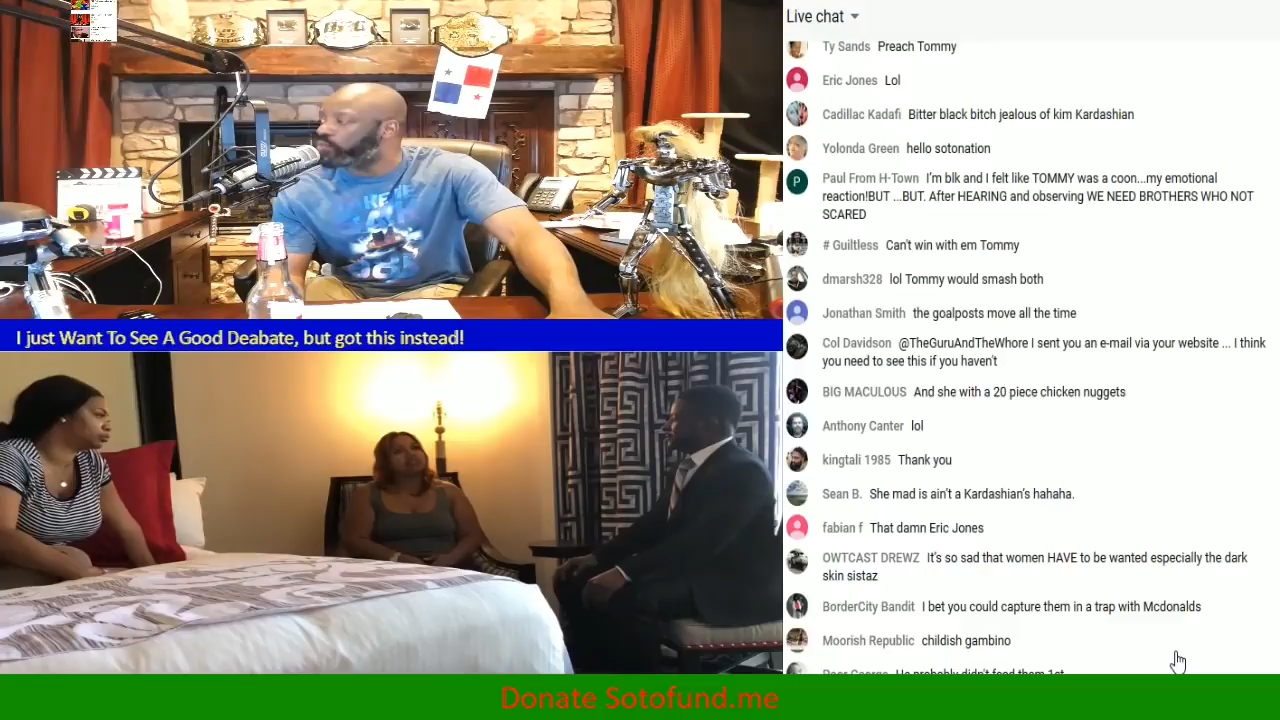 Live chat
Ty Sands Preach Tommy
Eric Jones Lol
Cadillac Kadafi Bitter black bitch jealous of kim Kardashian
Yolonda Green hello sotonation
P
Paul From H-Town I'm blk and I felt like TOMMY was a coon...my emotional
reaction!BUT ...BUT. After HEARING and observing WE NEED BROTHERS WHO NOT
SCARED
# Guiltless Can't win with em Tommy
dmarsh328 lol Tommy would smash both
Jonathan Smith the goalposts move all the time
Col Davidson @TheGuruAndTheWhore I sent you an e-mail via your website ... I think
you need to see this if you haven't
BIG MACULOUS And she with a 20 piece chicken nuggets
Anthony Canter lol
kingtali 1985 Thank you
Sean B. She mad is ain't a Kardashian's hahaha.
fabian f That damn Eric Jones
OWTCAST DREWZ It's so sad that women HAVE to be wanted especially the dark
skin sistaz
BorderCity Bandit I bet you could capture them in a trap with Mcdonalds
Moorish Republic childish gambino
I just Want To See A Good Deabate, but got this instead!
Donate Sotofund.me